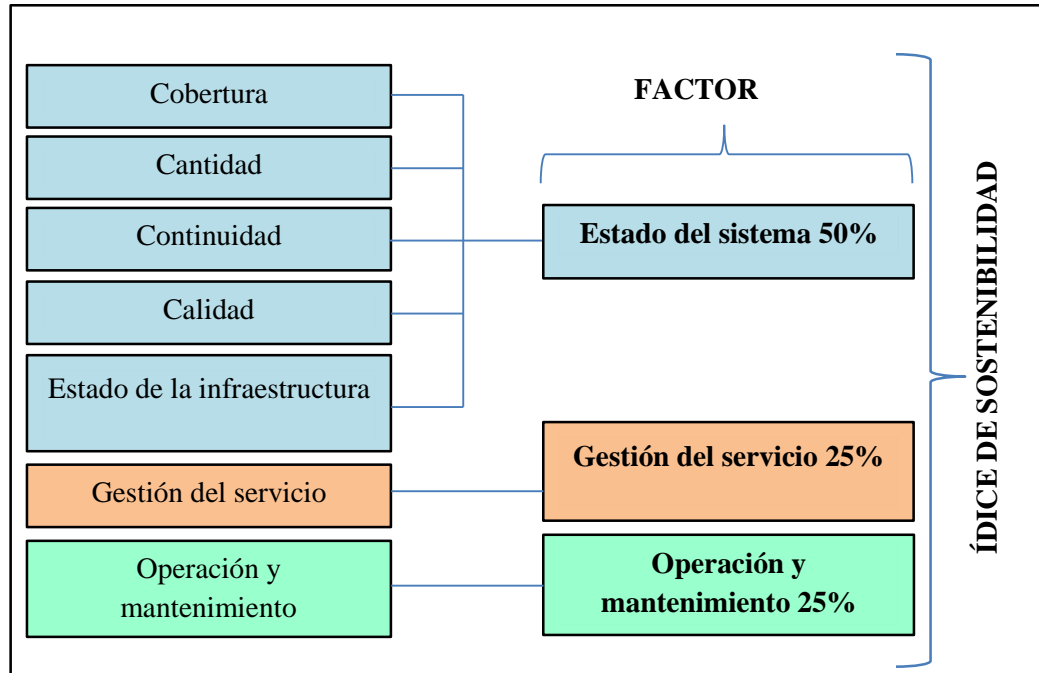 Cobertura
Cantidad
Continuidad
Calidad
Estado de la infraestructura
Gestión del servicio
Operación y
mantenimiento
FACTOR
Estado del sistema 50%
Gestión del servicio 25%
Operación y
mantenimiento 25%
ÍDICE DE SOSTENIBILIDAD